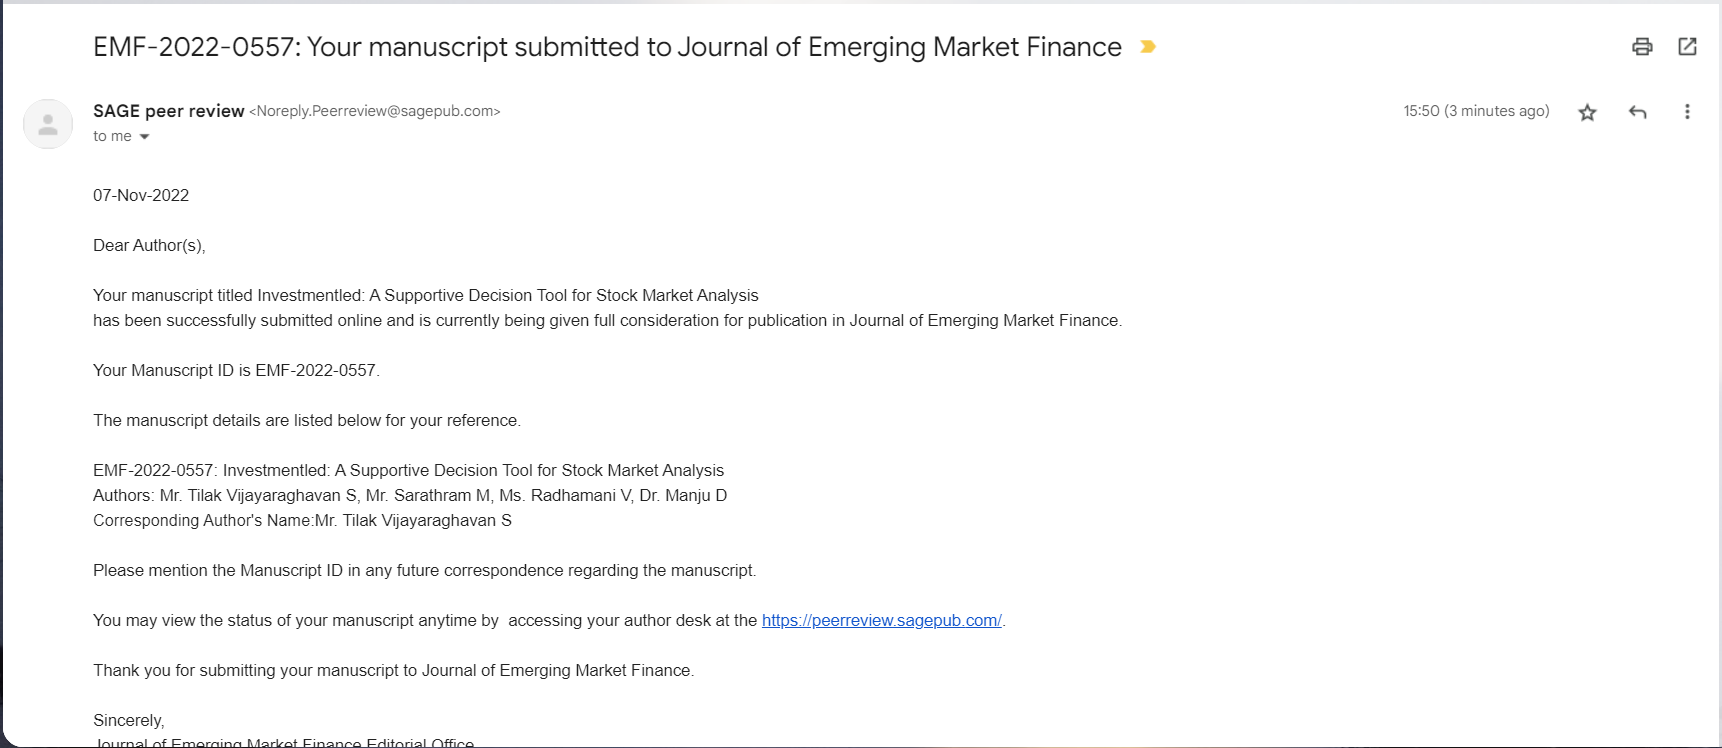 EMF-2022-0557: Your manuscript submitted to Journal of Emerging Market Finance
SAGE peer review <Noreply.Peerreview@sagepub.com>
15:50 (3 minutes ago)
to me
07-Nov-2022
Dear Author(s),
Your manuscript titled Investmentled: A Supportive Decision Tool for Stock Market Analysis
has been successfully submitted online and is currently being given full consideration for publication in Journal of Emerging Market Finance.
Your Manuscript ID is EMF-2022-0557.
The manuscript details are listed below for your reference.
EMF-2022-0557: Investmentled: A Supportive Decision Tool for Stock Market Analysis
Authors: Mr. Tilak Vijayaraghavan S, Mr. Sarathram M, Ms. Radhamani V, Dr. Manju D
Corresponding Author's Name:Mr. Tilak Vijayaraghavan S
Please mention the Manuscript ID in any future correspondence regarding the manuscript.
You may view the status of your manuscript anytime by  accessing your author desk at the https://peerreview.sagepub.com/.
Thank you for submitting your manuscript to Journal of Emerging Market Finance.
Sincerely,
Journal of Emerging Market Finance Editorial Office